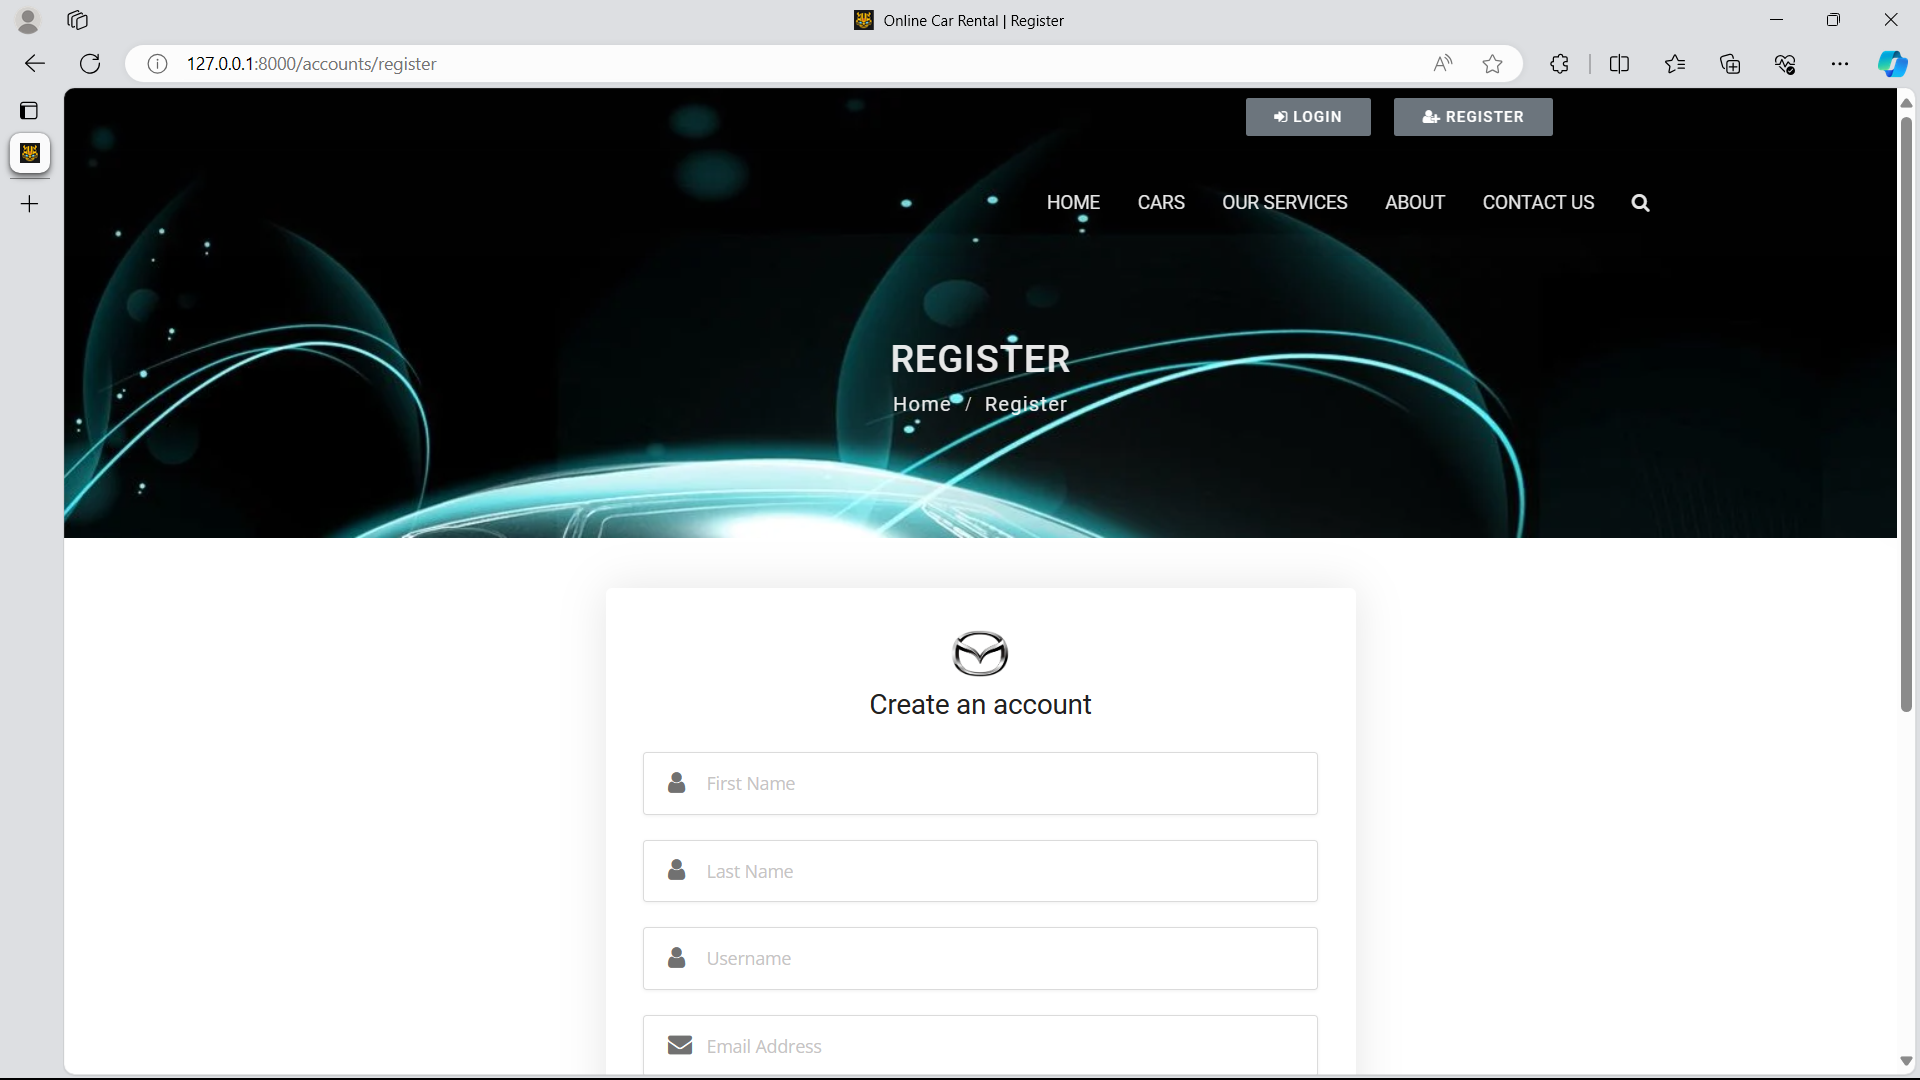 Online Car Rental | Register
127.0.0.1:8000/accounts/register
LOGIN REGISTER
HOME CARS OUR SERVICES ABOUT CONTACT US
REGISTER
Home / Register
Create an account
First Name
Last Name
Username
Email Address